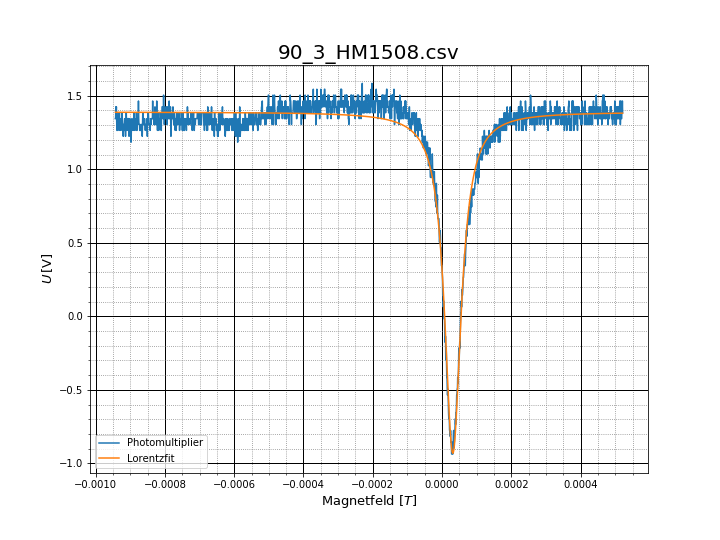 90_3_HM1508.csv
1.5
1.0
0.5
0.0
−0.5
−1.0
U [V]
Photomultiplier
Lorentzfit
−0.0010 −0.0008 −0.0006 −0.0004 −0.0002 0.0000 0.0002 0.0004
Magnetfeld [T]